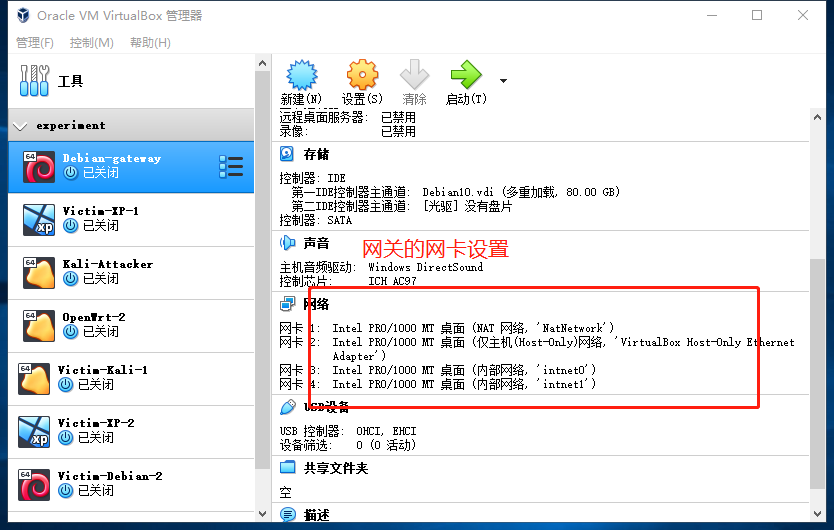 Oracle VM VirtualBox 管理器
管理(F) 控制(M) 帮助(H)
工具
experiment
64 Debian-gateway
已关闭
xp Victim-XP-1
已关闭
64 Kali-Attacker
已关闭
64 OpenWrt-2
已关闭
64 Victim-Kali-1
已关闭
xp Victim-XP-2
已关闭
64 Victim-Debian-2
已关闭
新建(N) 设置(S) 清除 启动(T)
远程桌面服务器: 已禁用
录像: 已禁用
存储
控制器: IDE
第一IDE控制器主通道: Debian10.vdi (多重加载, 80.00 GB)
第二IDE控制器主通道: [光驱] 没有盘片
控制器: SATA
声音
网关的网卡设置
主机音频驱动: Windows DirectSound
控制芯片: ICH AC97
网络
网卡 1: Intel PRO/1000 MT 桌面 (NAT 网络, 'NatNetwork')
网卡 2: Intel PRO/1000 MT 桌面 (仅主机(Host-Only)网络, 'VirtualBox Host-Only Ethernet
Adapter')
网卡 3: Intel PRO/1000 MT 桌面 (内部网络, 'intnet0')
网卡 4: Intel PRO/1000 MT 桌面 (内部网络, 'intnet1')
USB设备
USB 控制器: OHCI, EHCI
设备筛选: 0 (0 活动)
共享文件夹
空
描述